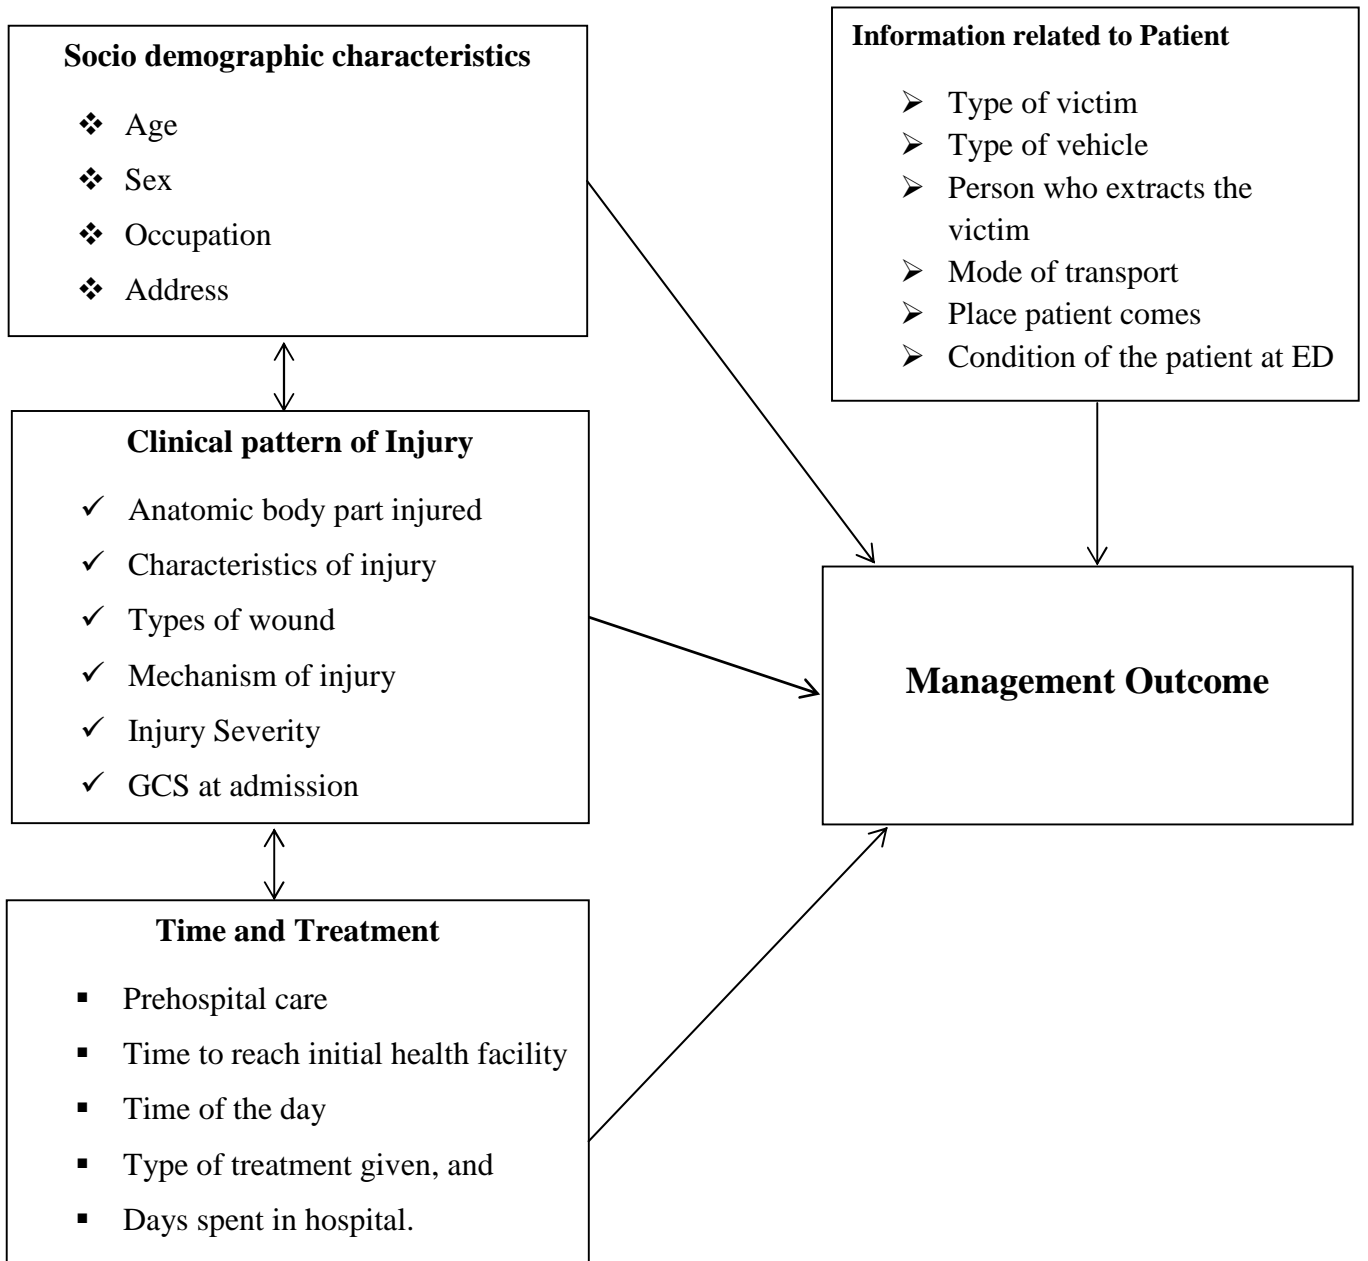 Socio demographic characteristics
❖ Age
❖ Sex
❖ Occupation
❖ Address
Information related to Patient
➢ Type of victim
➢ Type of vehicle
➢ Person who extracts the
victim
➢ Mode of transport
➢ Place patient comes
➢ Condition of the patient at ED
Clinical pattern of Injury
✓ Anatomic body part injured
✓ Characteristics of injury
✓ Types of wound
✓ Mechanism of injury
✓ Injury Severity
✓ GCS at admission
Management Outcome
Time and Treatment
▪ Prehospital care
▪ Time to reach initial health facility
▪ Time of the day
▪ Type of treatment given, and
▪ Days spent in hospital.